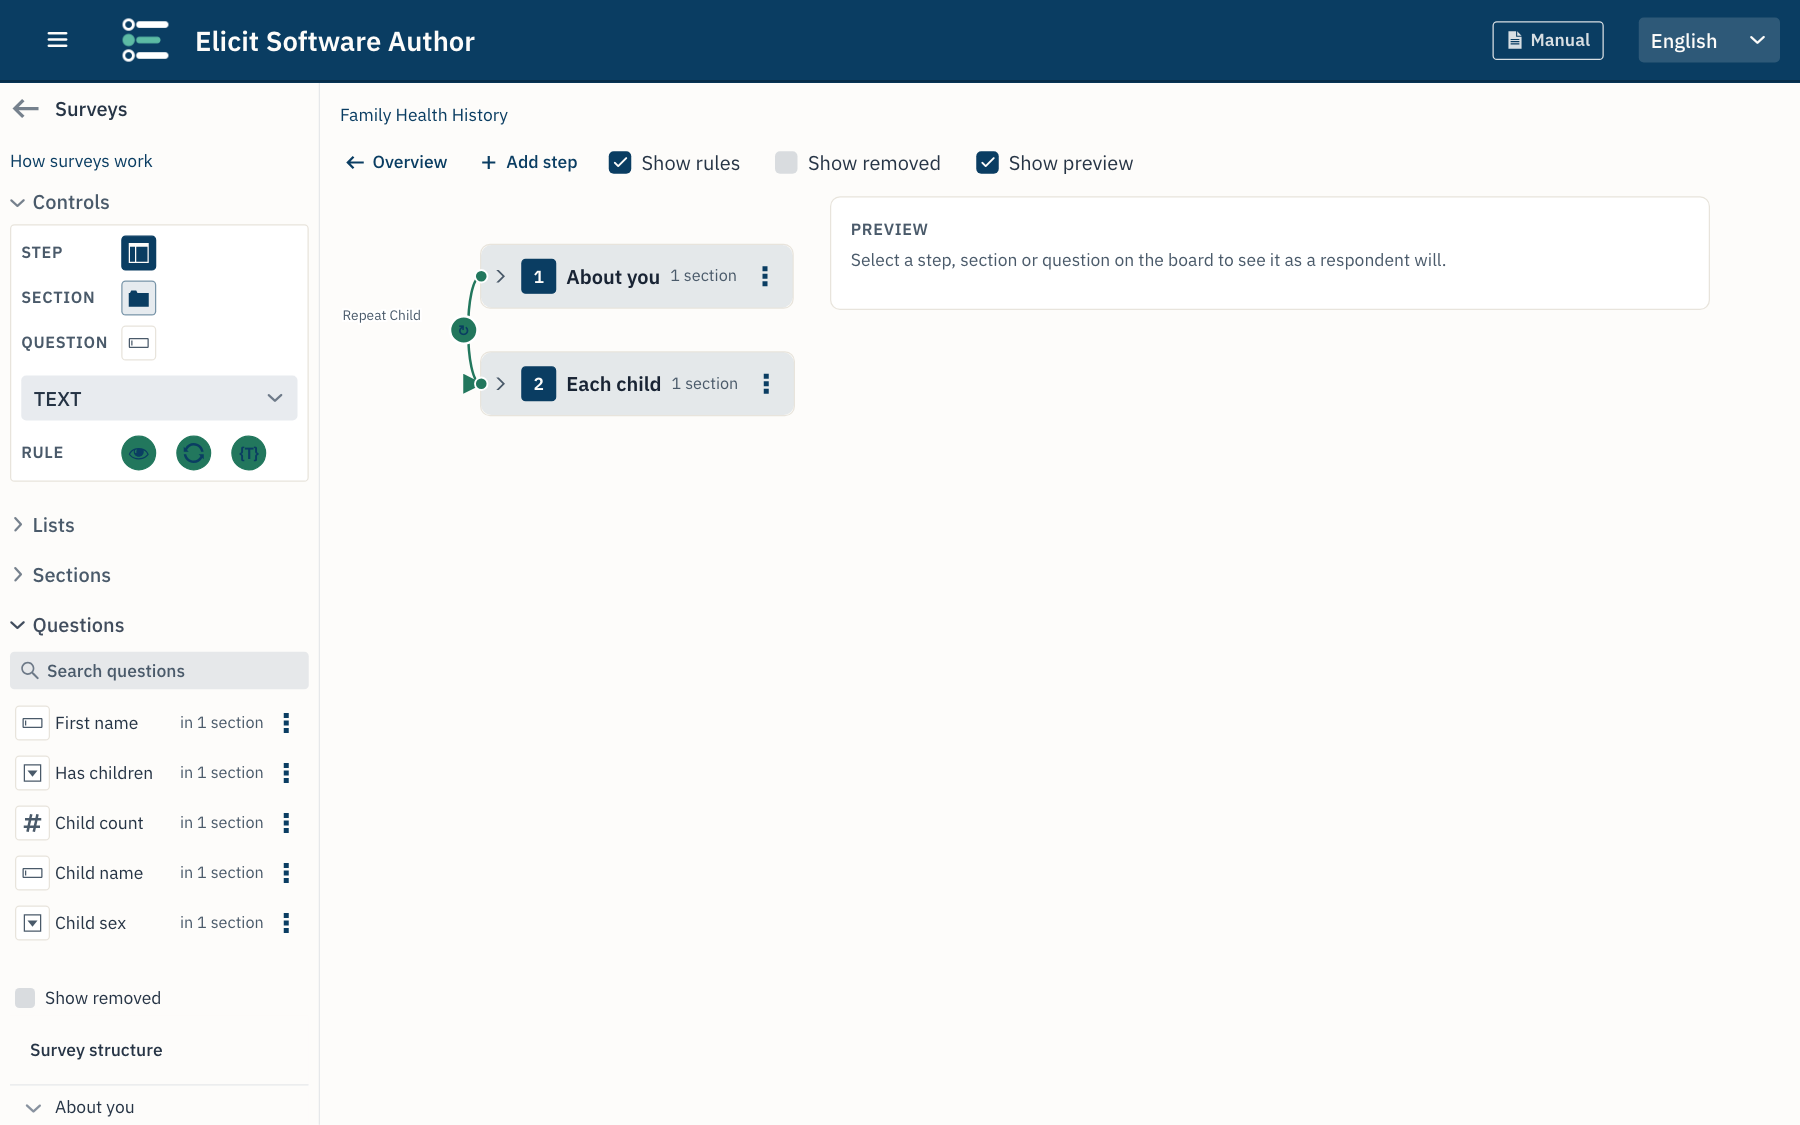 Elicit Software Author
Manual
English
Surveys
How surveys work
Controls
STEP
SECTION
QUESTION
TEXT
RULE
{T}
Lists
Sections
Questions
Search questions
First name in 1 section
Has children in 1 section
Child count in 1 section
Child name in 1 section
Child sex in 1 section
Show removed
Survey structure
About you
Family Health History
Overview
Add step
Show rules
Show removed
Show preview
1 About you 1 section
Repeat Child
2 Each child 1 section
PREVIEW
Select a step, section or question on the board to see it as a respondent will.